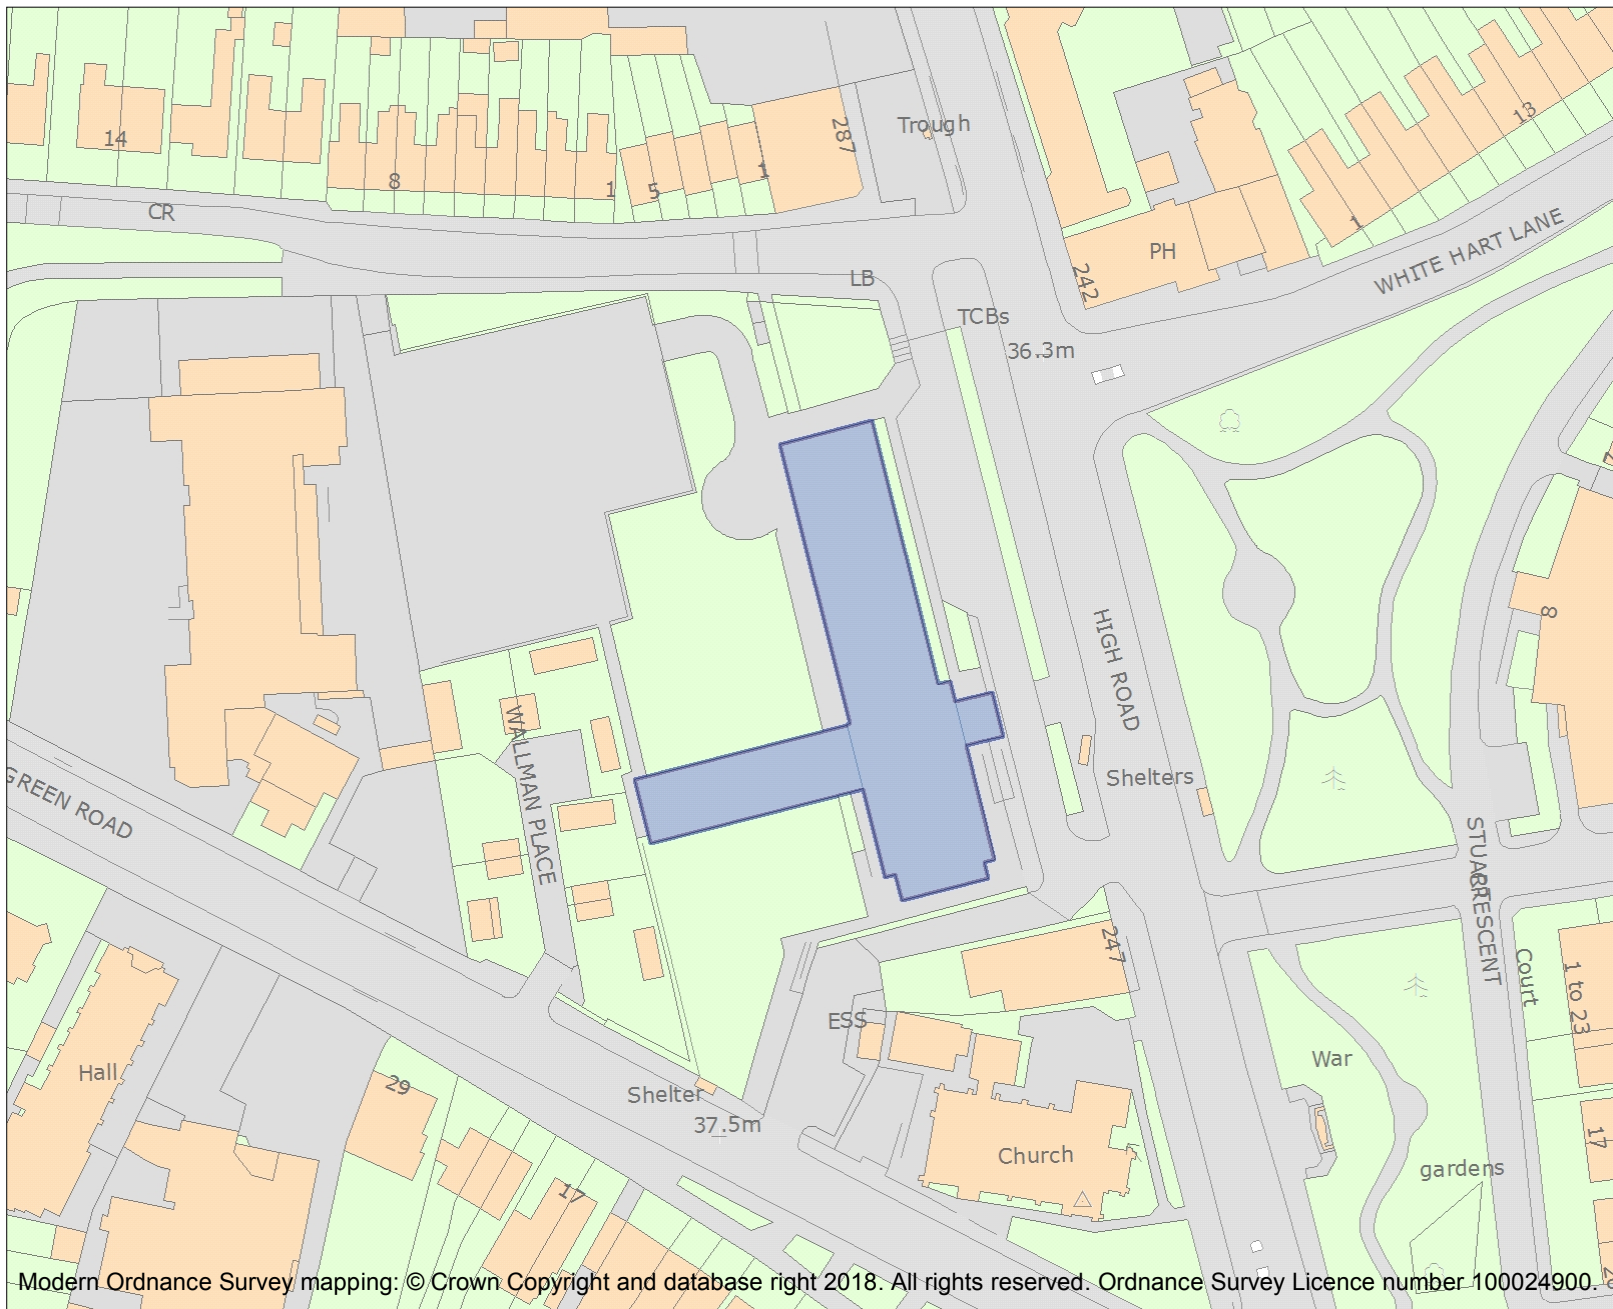 14
8
1
5
1
287
Trough
13
1
CR
PH
242
WHITE HART LANE
LB
TCBs
36.3m
8
HIGH ROAD
WALLMAN PLACE
Shelters
GREEN ROAD
STUART
CRESCENT
247
Court
1 to 23
ESS
War
Hall
29
Shelter
37.5m
Church
gardens
17
17
Modern Ordnance Survey mapping: © Crown Copyright and database right 2018. All rights reserved. Ordnance Survey Licence number 100024900.